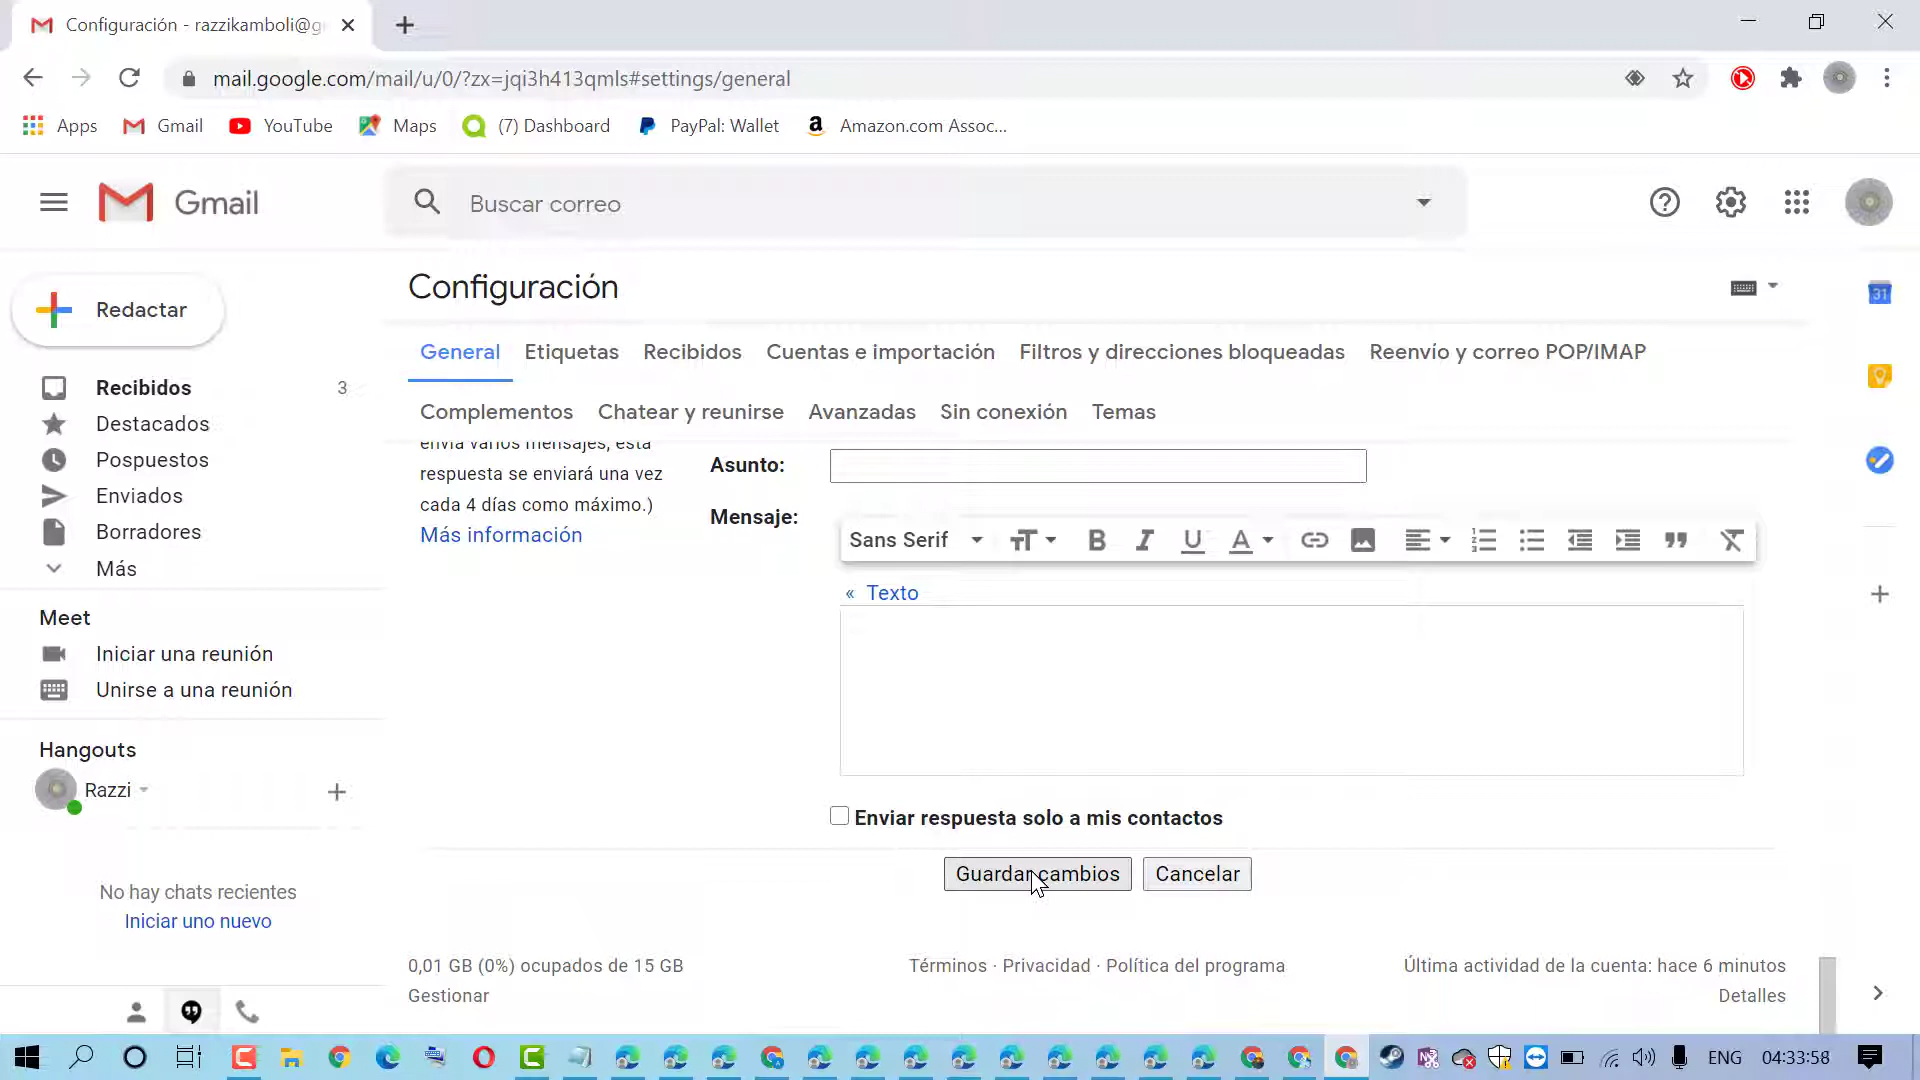 Configuración - razzikamboli@g
mail.google.com/mail/u/0/?zx=jqi3h413qmls#settings/general
Apps Gmail YouTube Maps (7) Dashboard PayPal: Wallet Amazon.com Assoc...
Gmail
Buscar correo
Redactar
Recibidos 3
Destacados
Pospuestos
Enviados
Borradores
Más
Meet
Iniciar una reunión
Unirse a una reunión
Hangouts
Razzi
No hay chats recientes
Iniciar uno nuevo
Configuración
General Etiquetas Recibidos Cuentas e importación Filtros y direcciones bloqueadas Reenvío y correo POP/IMAP
Complementos Chatear y reunirse Avanzadas Sin conexión Temas
envía varios mensajes, esta
respuesta se enviará una vez
cada 4 días como máximo.)
Más información
Asunto:
Mensaje:
Sans Serif
« Texto
Enviar respuesta solo a mis contactos
Guardar cambios Cancelar
0,01 GB (0%) ocupados de 15 GB
Gestionar
Términos · Privacidad · Política del programa
Última actividad de la cuenta: hace 6 minutos
Detalles
31
ENG 04:33:58